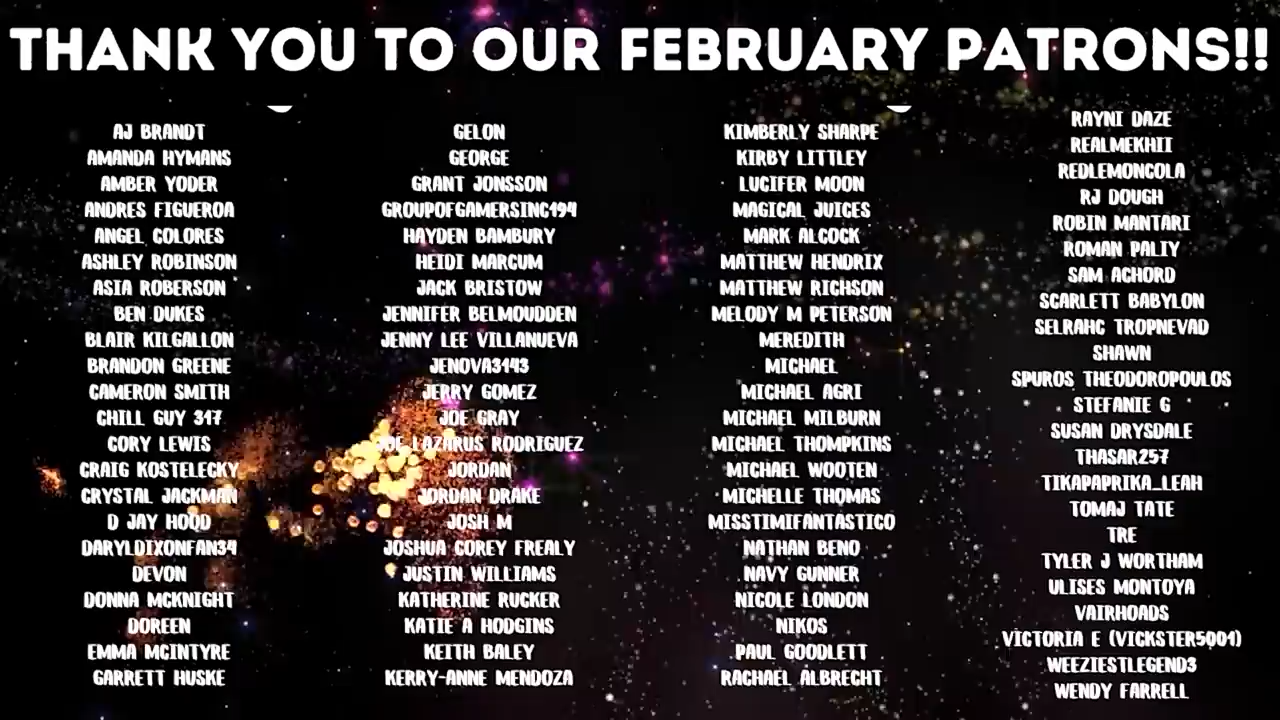 THANK YOU TO OUR FEBRUARY PATRONS!!
AJ BRANDT
AMANDA HYMANS
AMBER YODER
ANDRES FIGUEROA
ANGEL COLORES
ASHLEY ROBINSON
ASIA ROBERSON
BEN DUKES
BLAIR KILGALLON
BRANDON GREENE
CAMERON SMITH
CHILL GUY 317
CORY LEWIS
CRAIG KOSTELECKY
CRYSTAL JACKMAN
D JAY HOOD
DARYLDIXONFAN34
DEVON
DONNA MCKNIGHT
DOREEN
EMMA MCINTYRE
GARRETT HUSKE
GELON
GEORGE
GRANT JONSSON
GROUPOFGAMERSINC194
HAYDEN BAMBURY
HEIDI MARCUM
JACK BRISTOW
JENNIFER BELMOUDDEN
JENNY LEE VILLANUEVA
JENOVA3143
JERRY GOMEZ
JOE GRAY
JOE LAZARUS RODRIGUEZ
JORDAN
JORDAN DRAKE
JOSH M
JOSHUA COREY FREALY
JUSTIN WILLIAMS
KATHERINE RUCKER
KATIE A HODGINS
KEITH BALEY
KERRY-ANNE MENDOZA
KIMBERLY SHARPE
KIRBY LITTLEY
LUCIFER MOON
MAGICAL JUICES
MARK ALCOCK
MATTHEW HENDRIX
MATTHEW RICHSON
MELODY M PETERSON
MEREDITH
MICHAEL
MICHAEL AGRI
MICHAEL MILBURN
MICHAEL THOMPKINS
MICHAEL WOOTEN
MICHELLE THOMAS
MISSTIMIFANTASTICO
NATHAN BENO
NAVY GUNNER
NICOLE LONDON
NIKOS
PAUL GOODLETT
RACHAEL ALBRECHT
RAYNI DAZE
REALMEKHII
REDLEMONCOLA
RJ DOUGH
ROBIN MANTARI
ROMAN PALIY
SAM ACHORD
SCARLETT BABYLON
SELRAHC TROPNEVAD
SHAWN
SPUROS THEODOROPOULOS
STEFANIE G
SUSAN DRYSDALE
THASAR257
TIKAPAPRIKA_LEAH
TOMAJ TATE
TRE
TYLER J WORTHAM
ULISES MONTOYA
VAIRHOADS
VICTORIA E (VICKSTER5001)
WEEZIESTLEGEND3
WENDY FARRELL